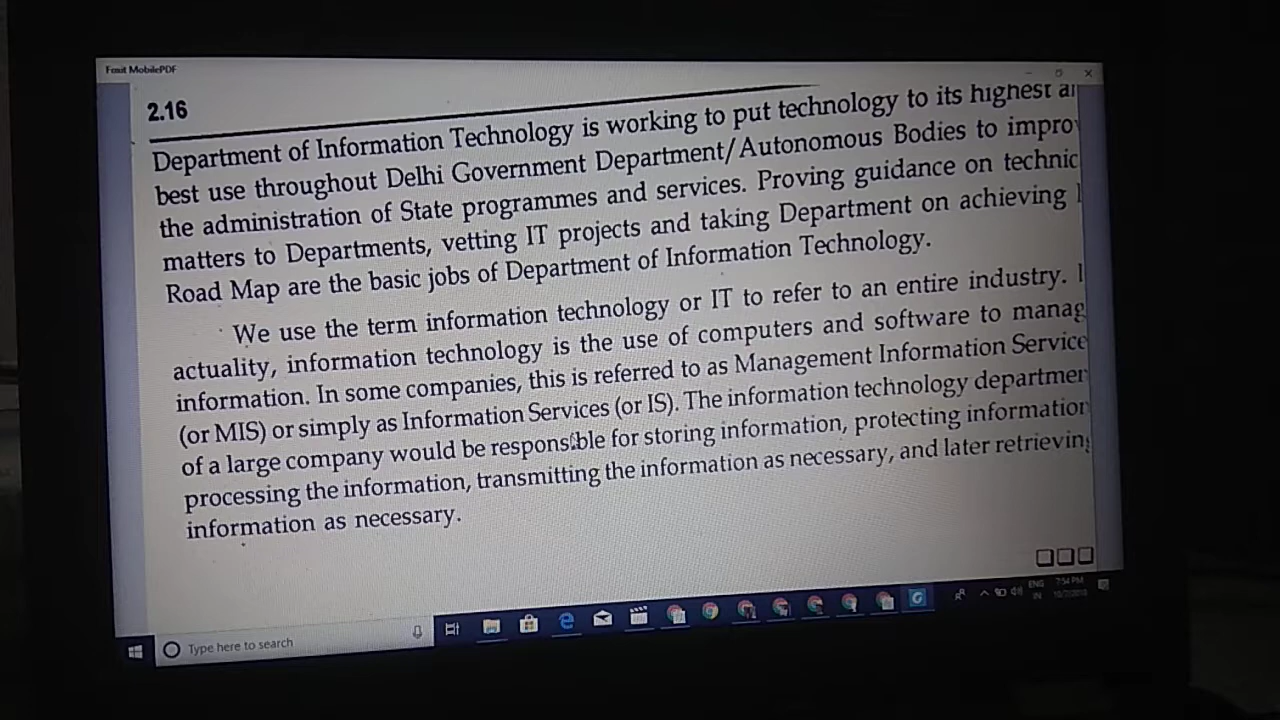 Foxit MobilePDF
2.16
Department of Information Technology is working to put technology to its highest a
best use throughout Delhi Government Department/Autonomous Bodies to impro
the administration of State programmes and services. Proving guidance on technic
matters to Departments, vetting IT projects and taking Department on achieving
Road Map are the basic jobs of Department of Information Technology.
We use the term information technology or IT to refer to an entire industry. I
actuality, information technology is the use of computers and software to manag
information. In some companies, this is referred to as Management Information Service
(or MIS) or simply as Information Services (or IS). The information technology departmen
of a large company would be responsible for storing information, protecting information
processing the information, transmitting the information as necessary, and later retrieving
information as necessary.
Type here to search
ENG 7:54 PM
IN